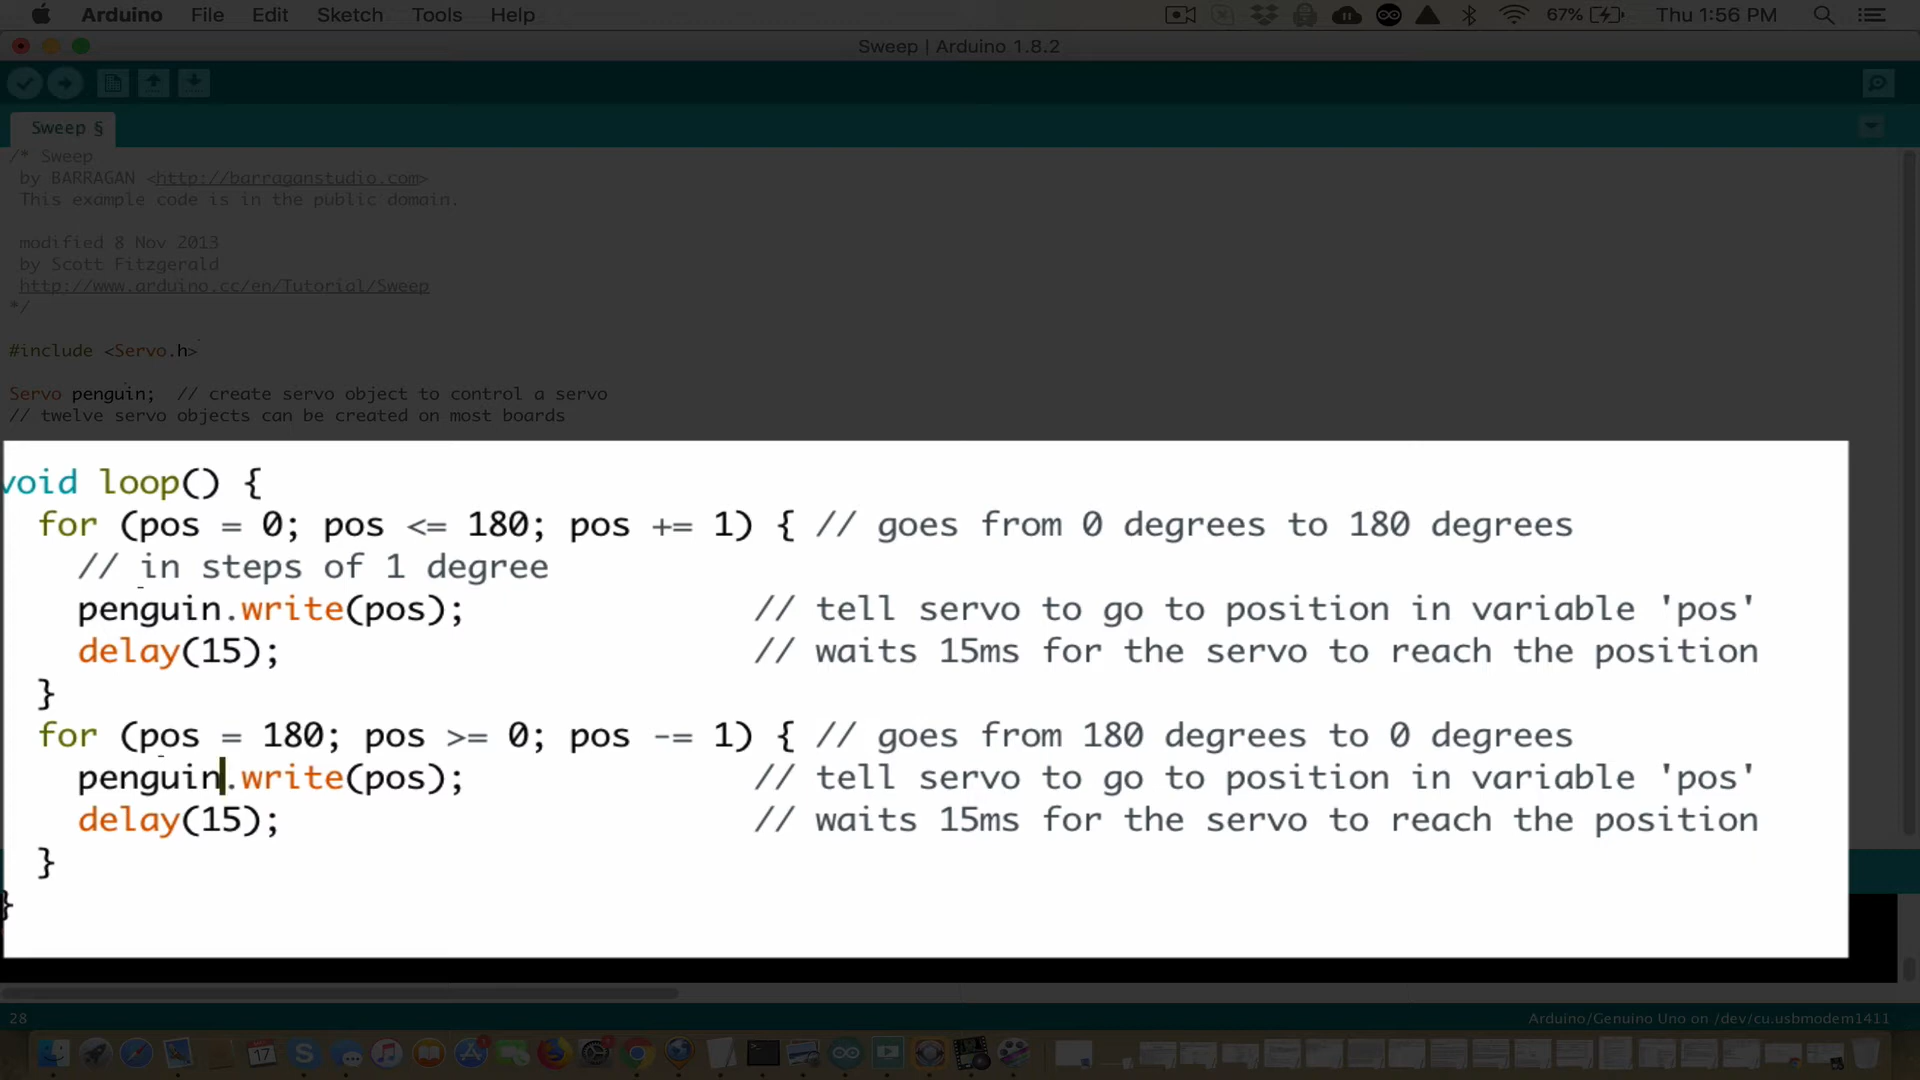 Arduino File Edit Sketch Tools Help 67% Thu 1:56 PM
Sweep | Arduino 1.8.2
Sweep §
/* Sweep
by BARRAGAN <http://barraganstudio.com>
This example code is in the public domain.
modified 8 Nov 2013
by Scott Fitzgerald
http://www.arduino.cc/en/Tutorial/Sweep
*/
#include <Servo.h>
Servo penguin; // create servo object to control a servo
// twelve servo objects can be created on most boards
void loop() {
for (pos = 0; pos <= 180; pos += 1) { // goes from 0 degrees to 180 degrees
// in steps of 1 degree
penguin.write(pos); // tell servo to go to position in variable 'pos'
delay(15); // waits 15ms for the servo to reach the position
}
for (pos = 180; pos >= 0; pos -= 1) { // goes from 180 degrees to 0 degrees
penguin.write(pos); // tell servo to go to position in variable 'pos'
delay(15); // waits 15ms for the servo to reach the position
}
}
28 Arduino/Genuino Uno on /dev/cu.usbmodem1411
17